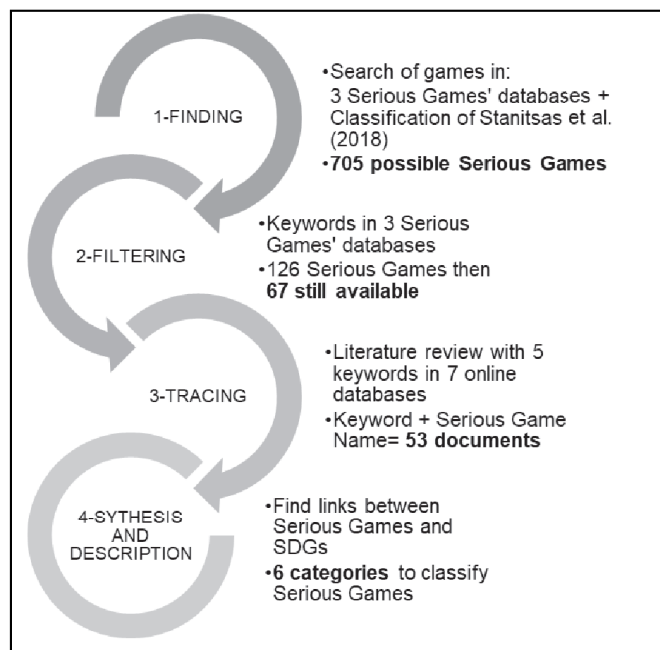 1-FINDING
•Search of games in:
3 Serious Games' databases +
Classification of Stanitsas et al.
(2018)
•705 possible Serious Games
2-FILTERING
•Keywords in 3 Serious
Games' databases
•126 Serious Games then
67 still available
3-TRACING
•Literature review with 5
keywords in 7 online
databases
•Keyword + Serious Game
Name= 53 documents
4-SYTHESIS
AND
DESCRIPTION
•Find links between
Serious Games and
SDGs
•6 categories to classify
Serious Games